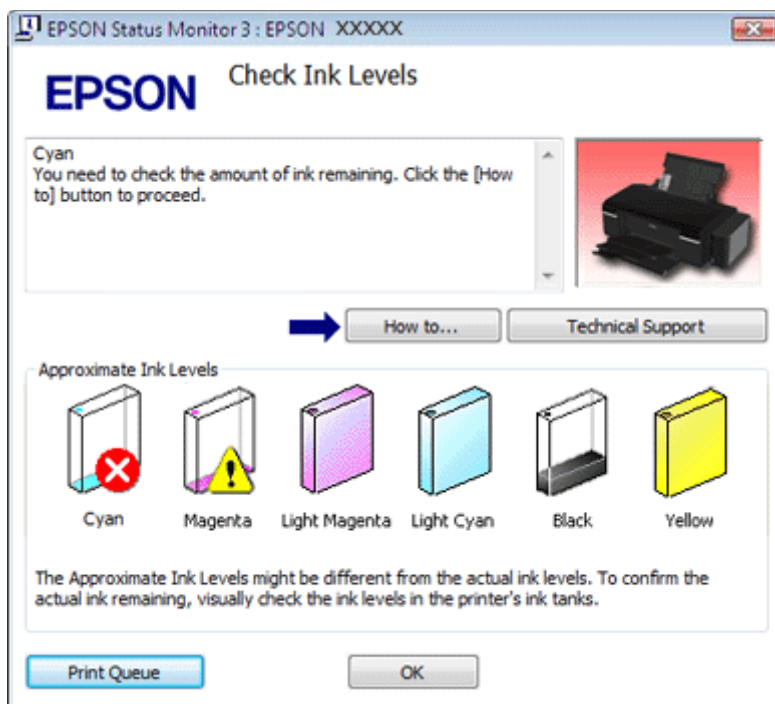 EPSON Status Monitor 3 : EPSON XXXXX
EPSON
Check Ink Levels
Cyan
You need to check the amount of ink remaining. Click the [How
to] button to proceed.
How to...
Technical Support
Approximate Ink Levels
Cyan
Magenta
Light Magenta
Light Cyan
Black
Yellow
The Approximate Ink Levels might be different from the actual ink levels. To confirm the
actual ink remaining, visually check the ink levels in the printer's ink tanks.
Print Queue
OK